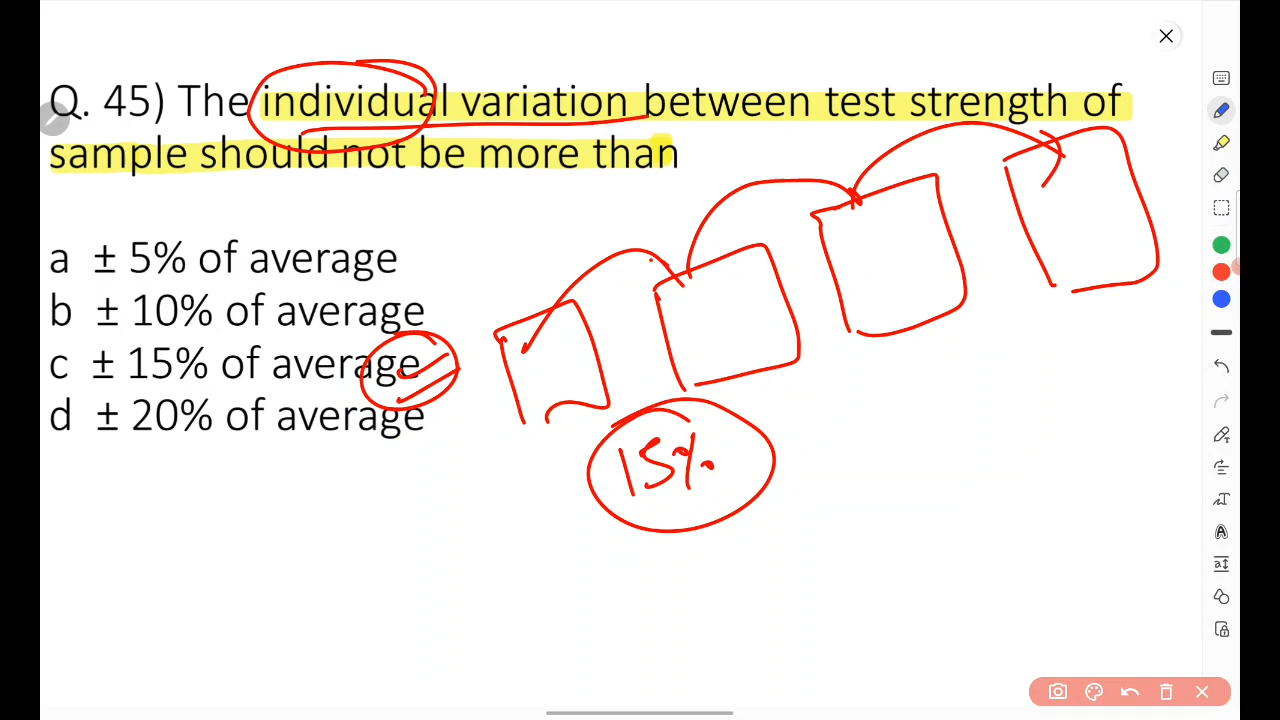 Q. 45) The individual variation between test strength of
sample should not be more than
a ± 5% of average
b ± 10% of average
c ± 15% of average
d ± 20% of average
15%